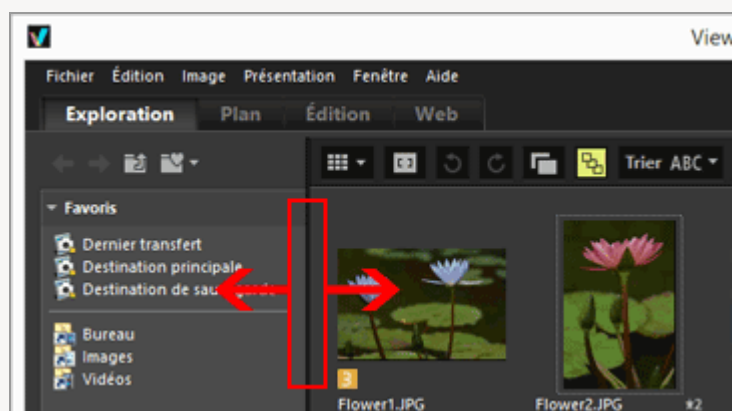 View
Fichier Édition Image Présentation Fenêtre Aide
Exploration Plan Édition Web
Trier ABC
Favoris
Dernier transfert
Destination principale
Destination de
Bureau
Images
Vidéos
3
Flower1.JPG Flower2.JPG *2